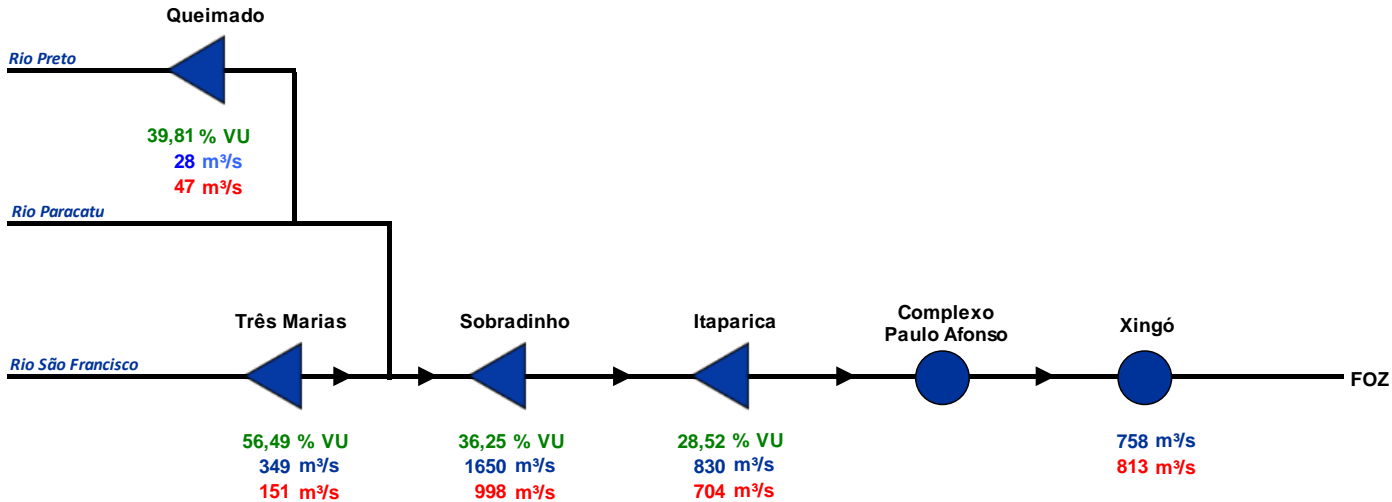 Queimado
Rio Preto
39,81 % VU
28 m³/s
47 m³/s
Rio Paracatu
Três Marias
Sobradinho
Itaparica
Complexo
Paulo Afonso
Xingó
Rio São Francisco
FOZ
56,49 % VU
349 m³/s
151 m³/s
36,25 % VU
1650 m³/s
998 m³/s
28,52 % VU
830 m³/s
704 m³/s
758 m³/s
813 m³/s